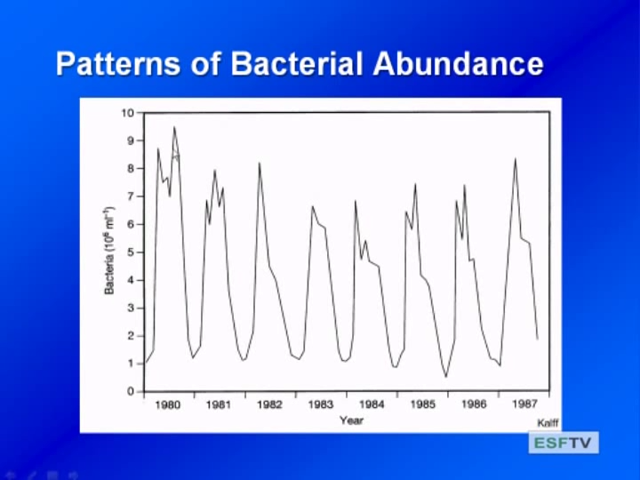 Patterns of Bacterial Abundance
10
9
8
7
6
5
4
3
2
1
0
Bacteria (10⁶ ml⁻¹)
1980 1981 1982 1983 1984 1985 1986 1987
Year
Kalff
ESFTV